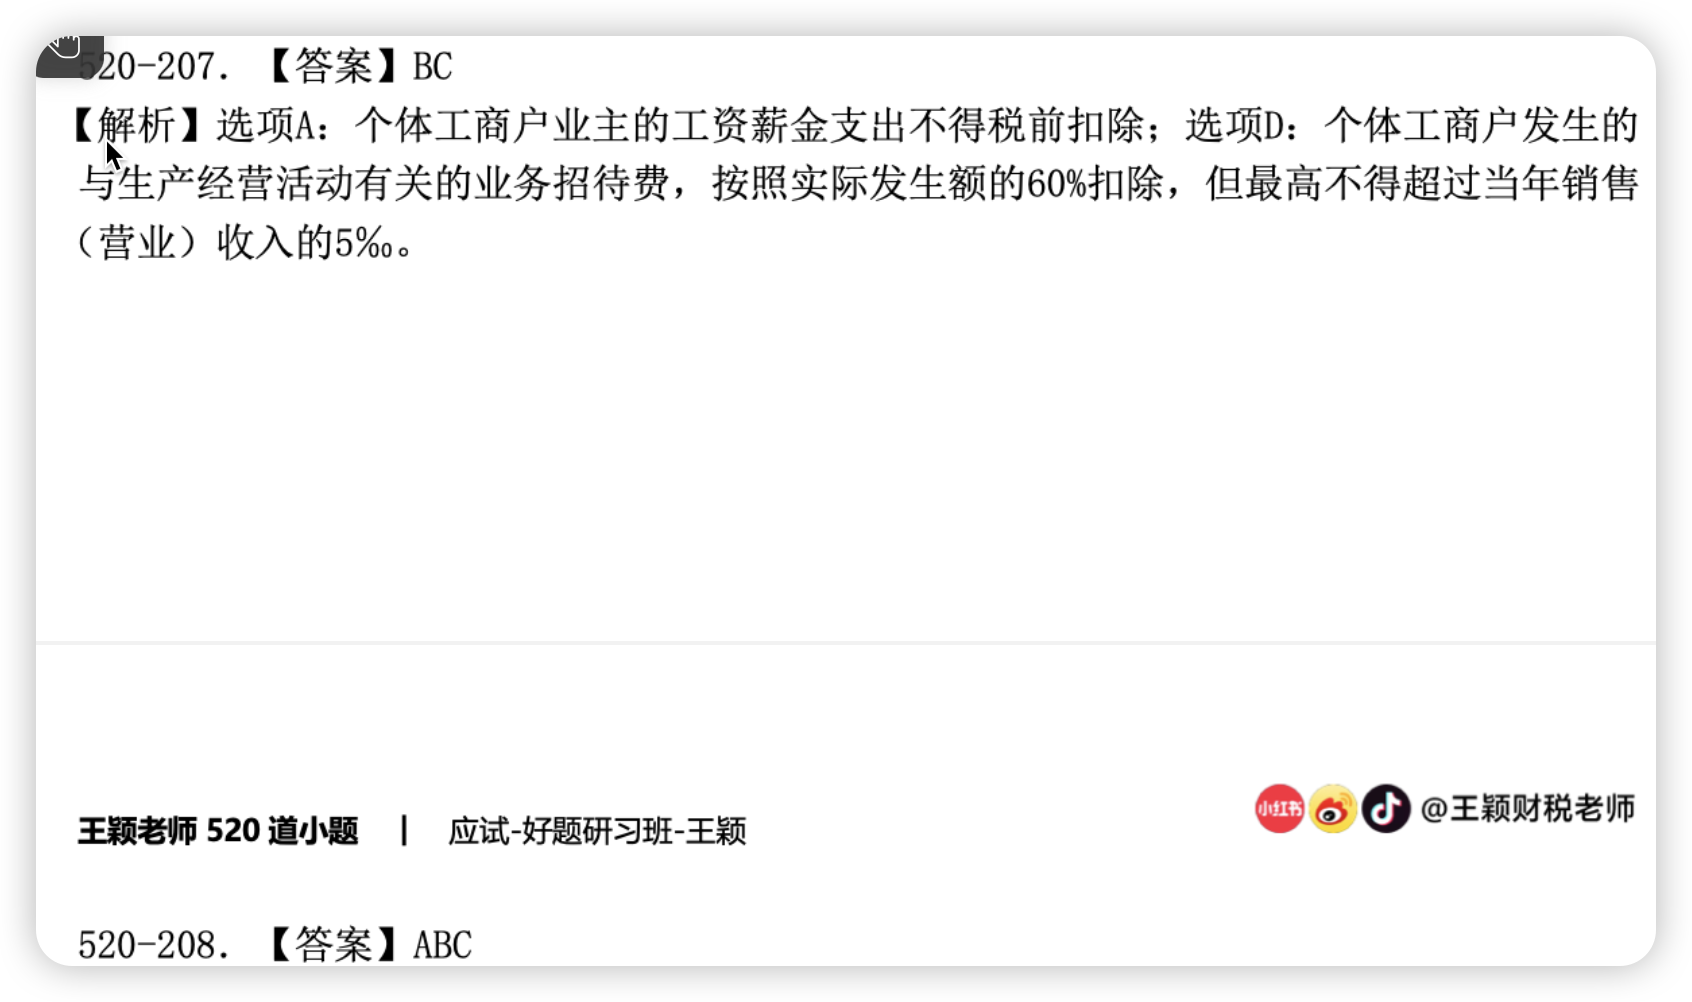 520-207. 【答案】BC
【解析】选项A：个体工商户业主的工资薪金支出不得税前扣除；选项D：个体工商户发生的
与生产经营活动有关的业务招待费，按照实际发生额的60%扣除，但最高不得超过当年销售
（营业）收入的5‰。
小红书 @王颖财税老师
王颖老师 520 道小题 | 应试-好题研习班-王颖
520-208. 【答案】ABC